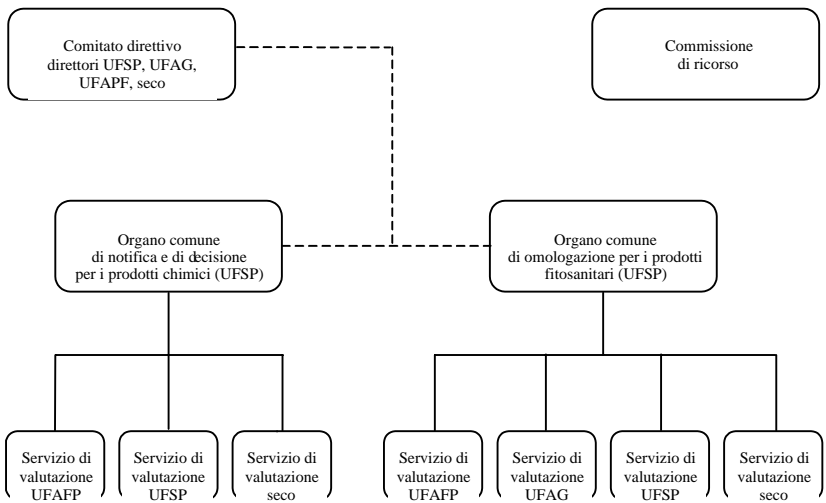 Comitato direttivo
direttori UFSP, UFAG,
UFAPF, seco
Commissione
di ricorso
Organo comune
di notifica e di decisione
per i prodotti chimici (UFSP)
Organo comune
di omologazione per i prodotti
fitosanitari (UFSP)
Servizio di
valutazione
UFAFP
Servizio di
valutazione
UFSP
Servizio di
valutazione
seco
Servizio di
valutazione
UFAFP
Servizio di
valutazione
UFAG
Servizio di
valutazione
UFSP
Servizio di
valutazione
seco